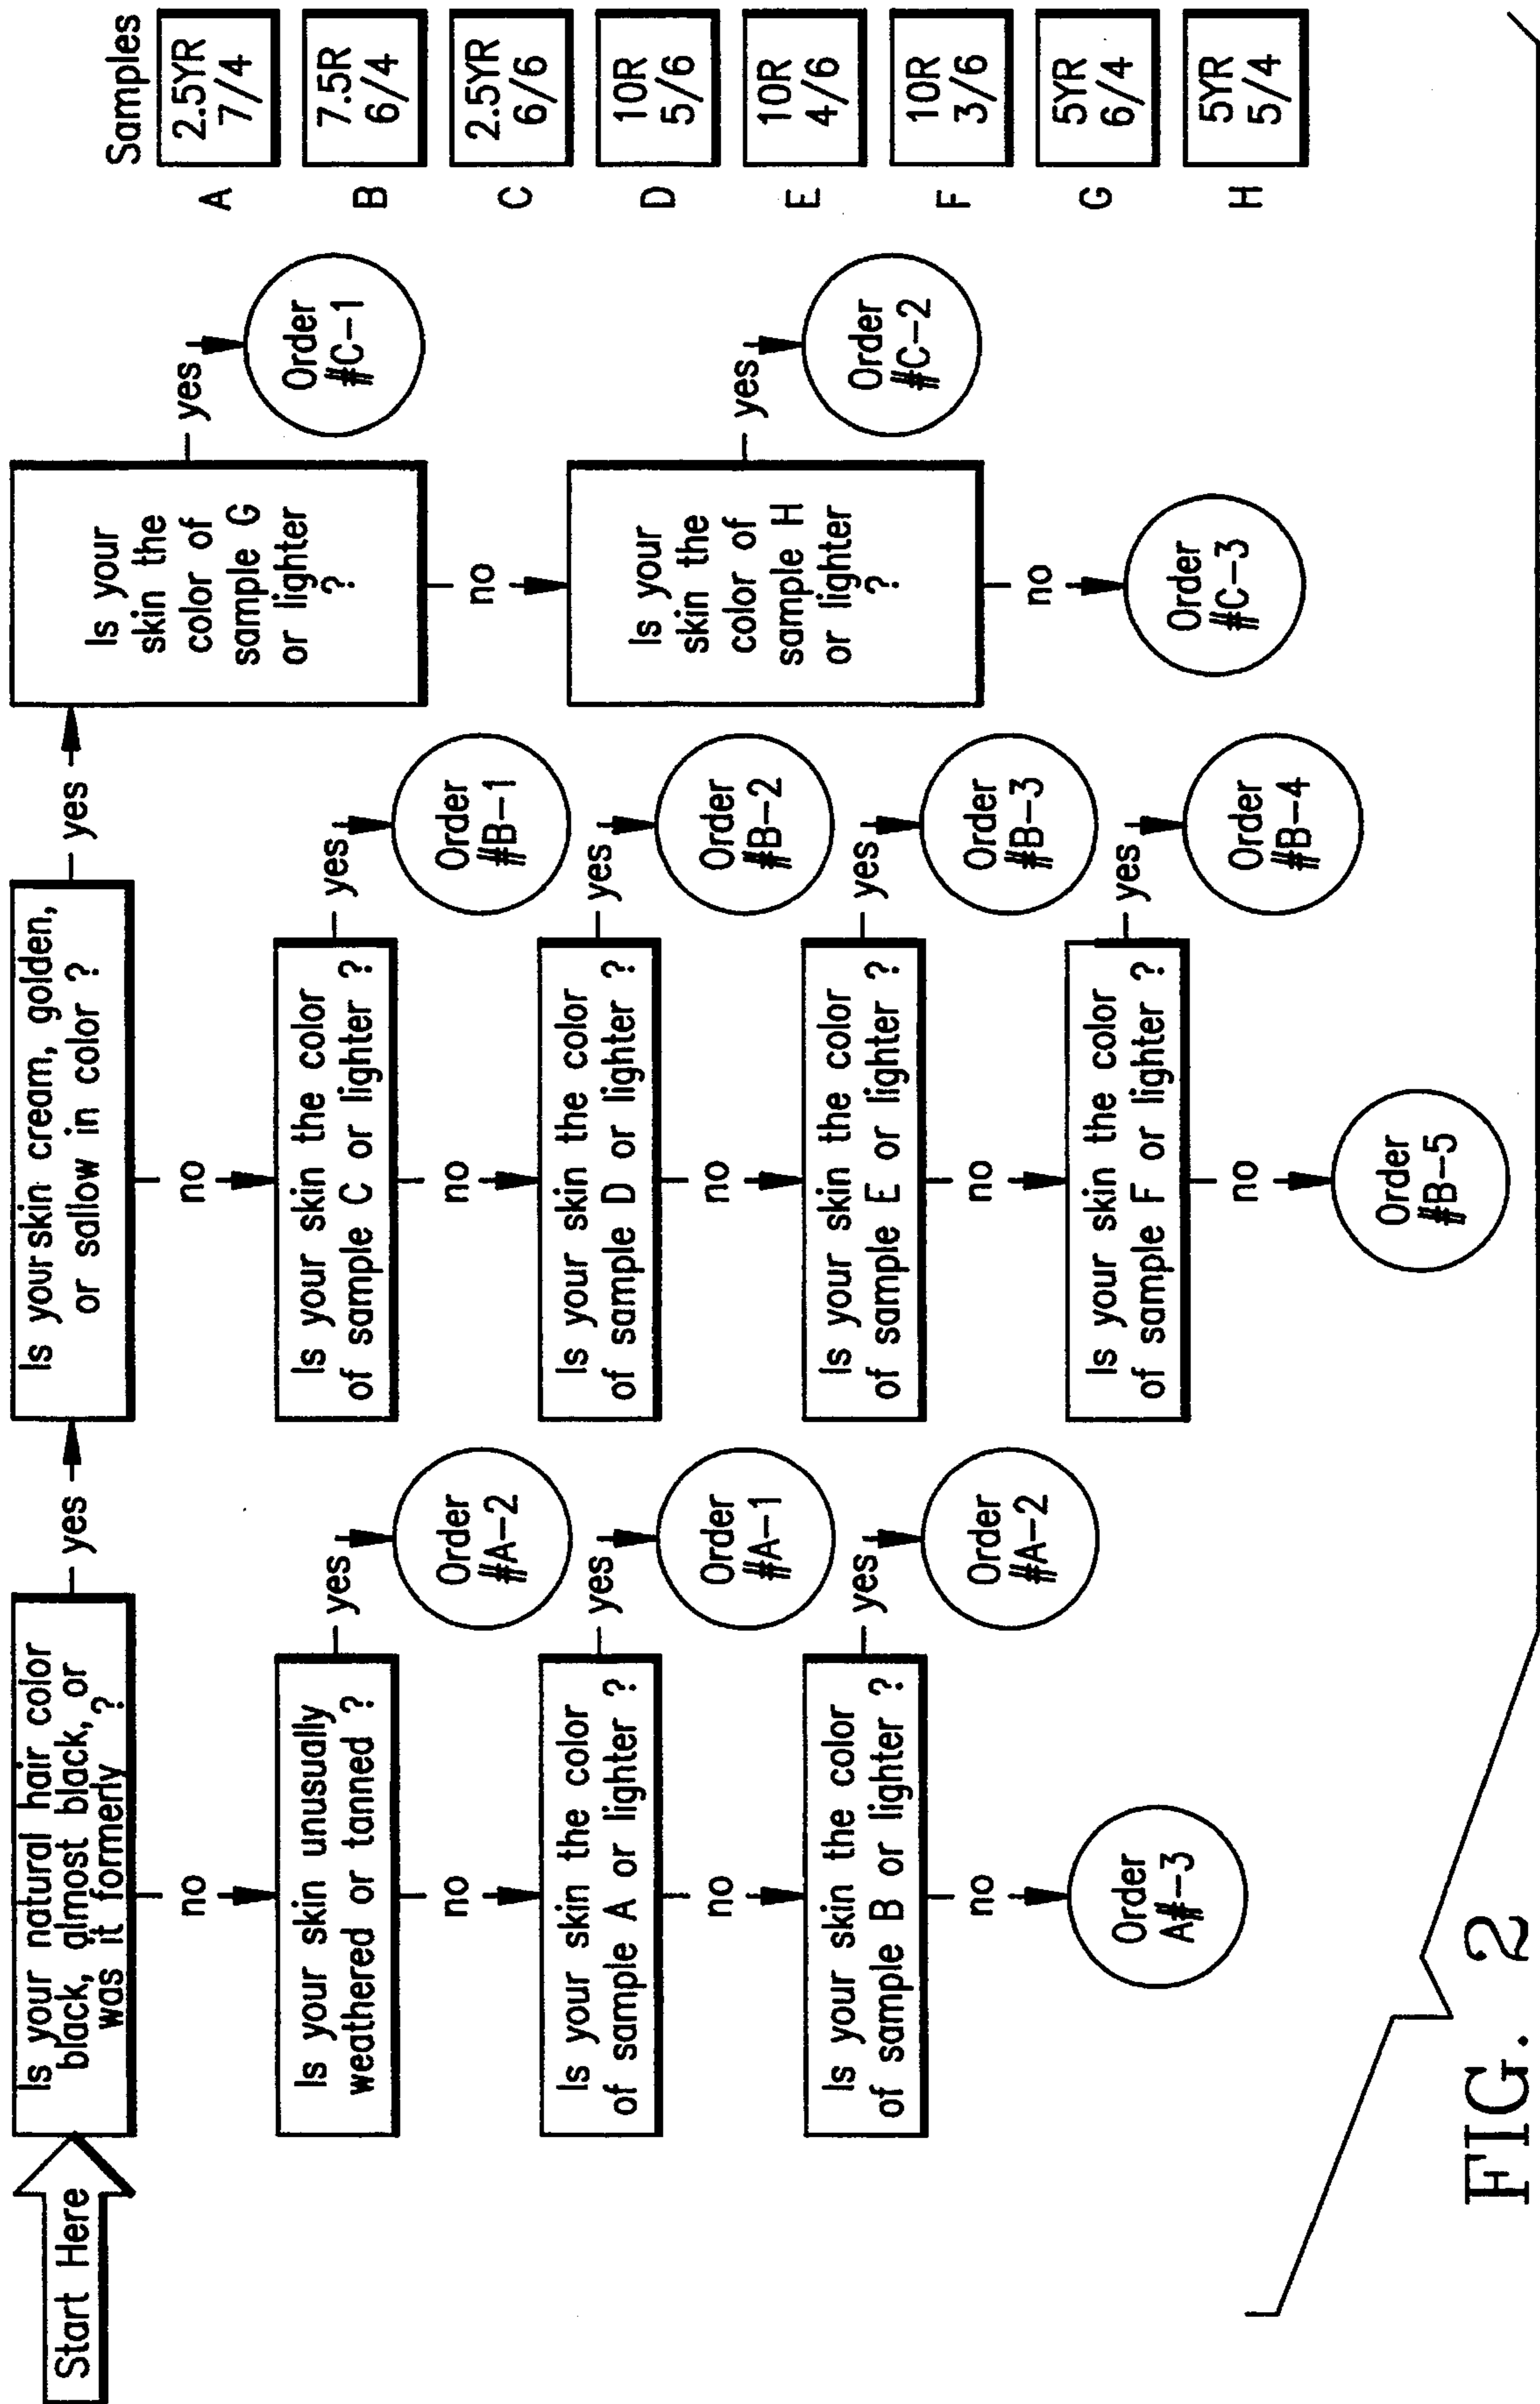 Start Here
Is your natural hair color
black, almost black, or
was it formerly ?
yes
no
Is your skin unusually
weathered or tanned ?
yes
Order
#A-2
no
Is your skin the color
of sample A or lighter ?
yes
Order
#A-1
no
Is your skin the color
of sample B or lighter ?
yes
Order
#A-2
no
Order
A#-3
Is your skin cream, golden,
or sallow in color ?
yes
no
Is your skin the color
of sample C or lighter ?
yes
Order
#B-1
no
Is your skin the color
of sample D or lighter ?
yes
Order
#B-2
no
Is your skin the color
of sample E or lighter ?
yes
Order
#B-3
no
Is your skin the color
of sample F or lighter ?
yes
Order
#B-4
no
Order
#B-5
Is your
skin the
color of
sample G
or lighter
?
yes
Order
#C-1
no
Is your
skin the
color of
sample H
or lighter
?
yes
Order
#C-2
no
Order
#C-3
Samples
A
2.5YR
7/4
B
7.5R
6/4
C
2.5YR
6/6
D
10R
5/6
E
10R
4/6
F
10R
3/6
G
5YR
6/4
H
5YR
5/4
FIG. 2